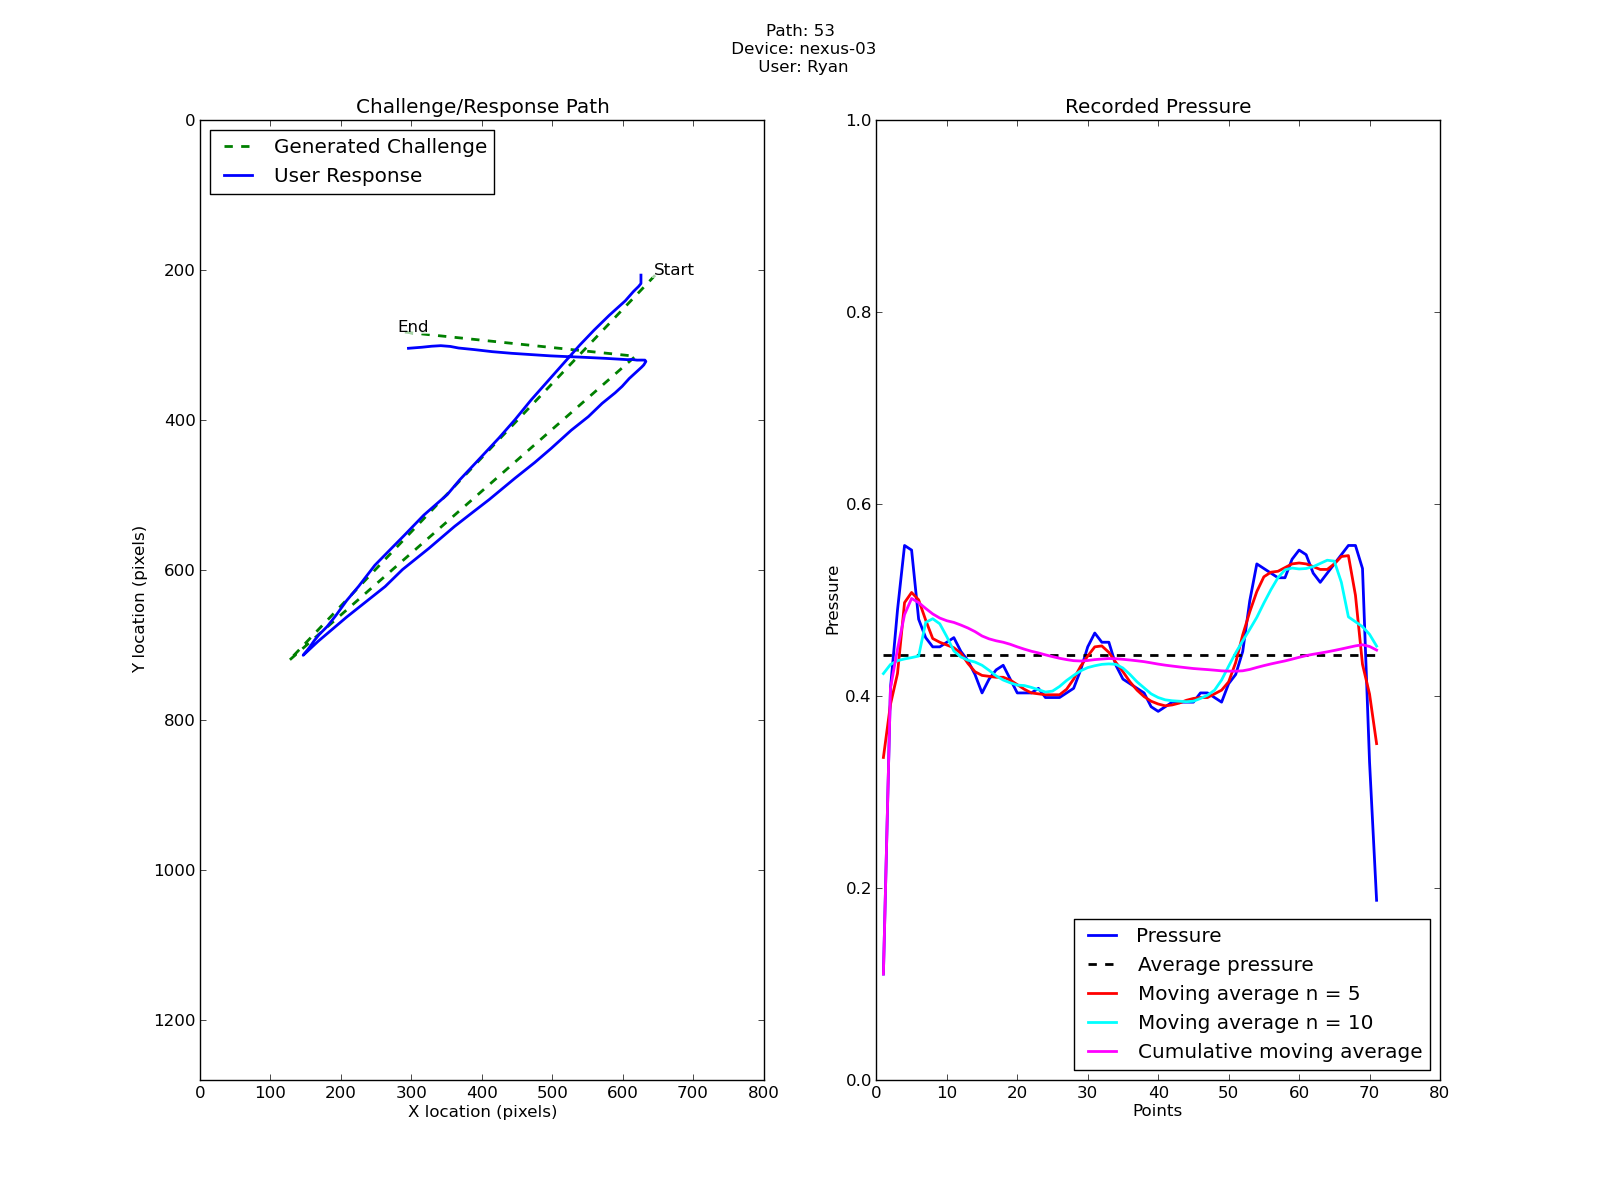 Path: 53
Device: nexus-03
User: Ryan
Challenge/Response Path
Generated Challenge
User Response
Start
End
0
200
400
600
800
1000
1200
Y location (pixels)
0 100 200 300 400 500 600 700 800
X location (pixels)
Recorded Pressure
1.0
0.8
0.6
0.4
0.2
0.0
Pressure
Pressure
Average pressure
Moving average n = 5
Moving average n = 10
Cumulative moving average
0 10 20 30 40 50 60 70 80
Points